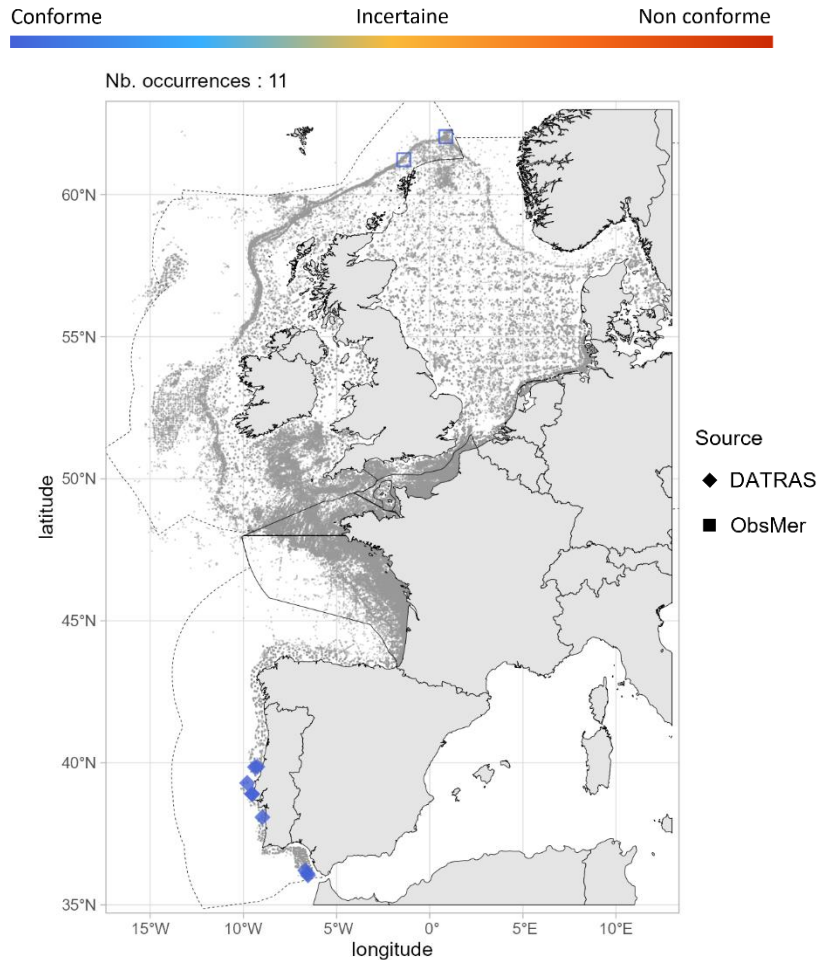 Conforme Incertaine Non conforme
Nb. occurrences : 11
60°N
55°N
50°N
45°N
40°N
35°N
latitude
15°W 10°W 5°W 0° 5°E 10°E
longitude
Source
DATRAS
ObsMer